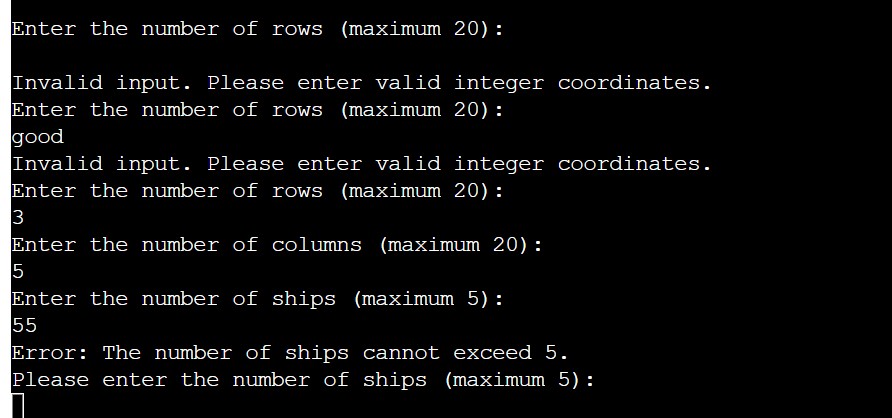 Enter the number of rows (maximum 20):
Invalid input. Please enter valid integer coordinates.
Enter the number of rows (maximum 20):
good
Invalid input. Please enter valid integer coordinates.
Enter the number of rows (maximum 20):
3
Enter the number of columns (maximum 20):
5
Enter the number of ships (maximum 5):
55
Error: The number of ships cannot exceed 5.
Please enter the number of ships (maximum 5):